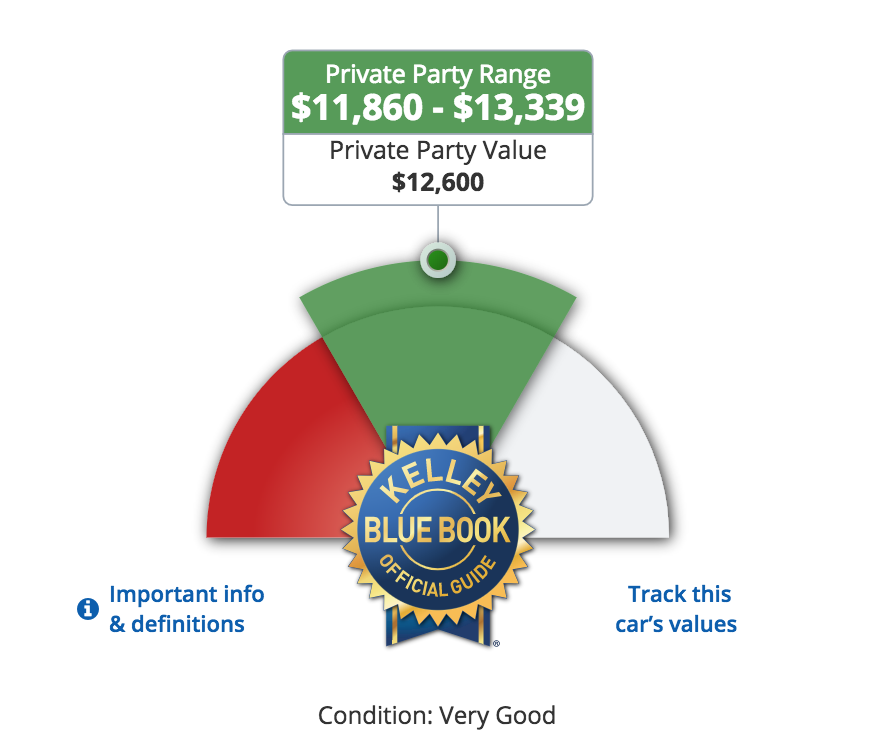 Private Party Range
$11,860 - $13,339
Private Party Value
$12,600
KELLEY
BLUE BOOK
OFFICIAL GUIDE
®
Important info
& definitions
Track this
car’s values
Condition: Very Good